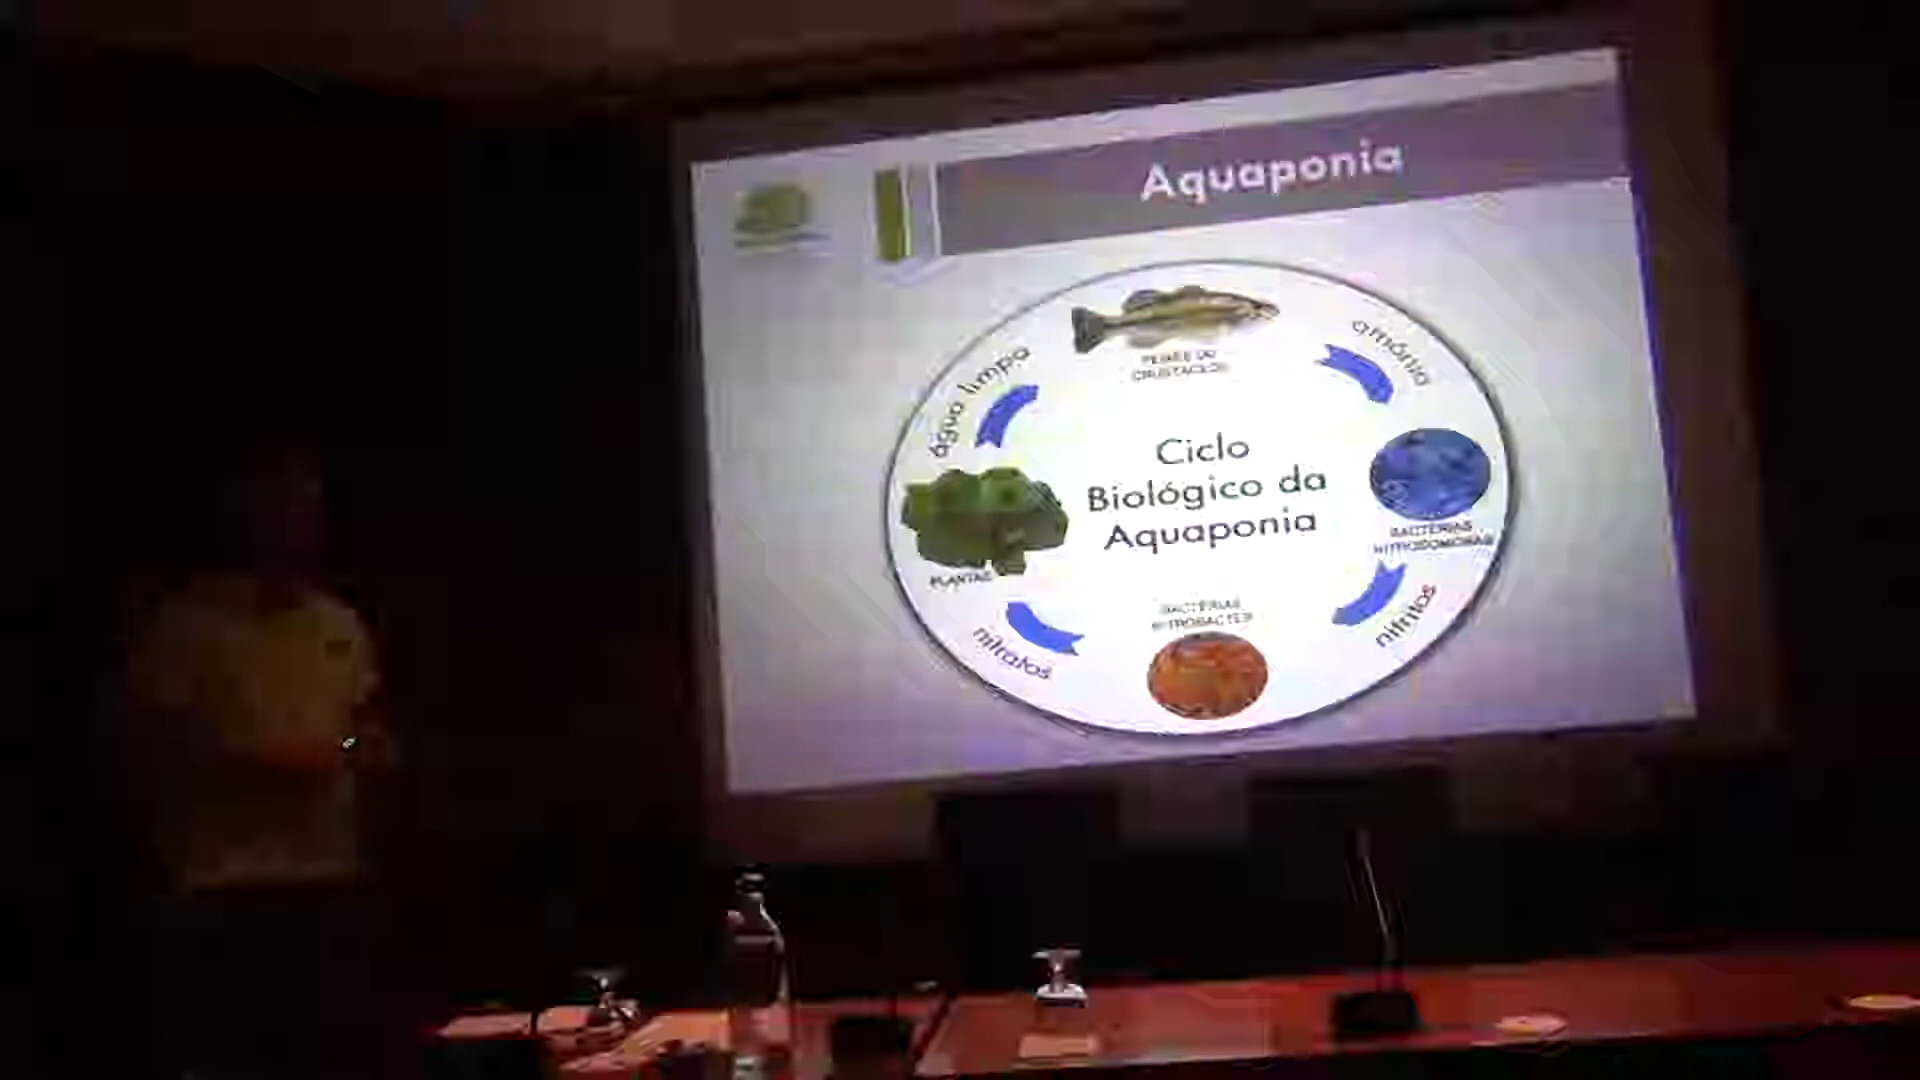 Aquaponia
PEIXES OU
CRUSTÁCEOS
água limpa
amónia
Ciclo
Biológico da
Aquaponia
BACTÉRIAS
NITROSOMONAS
PLANTAS
BACTÉRIAS
NITROBACTER
nitratos
nitritos